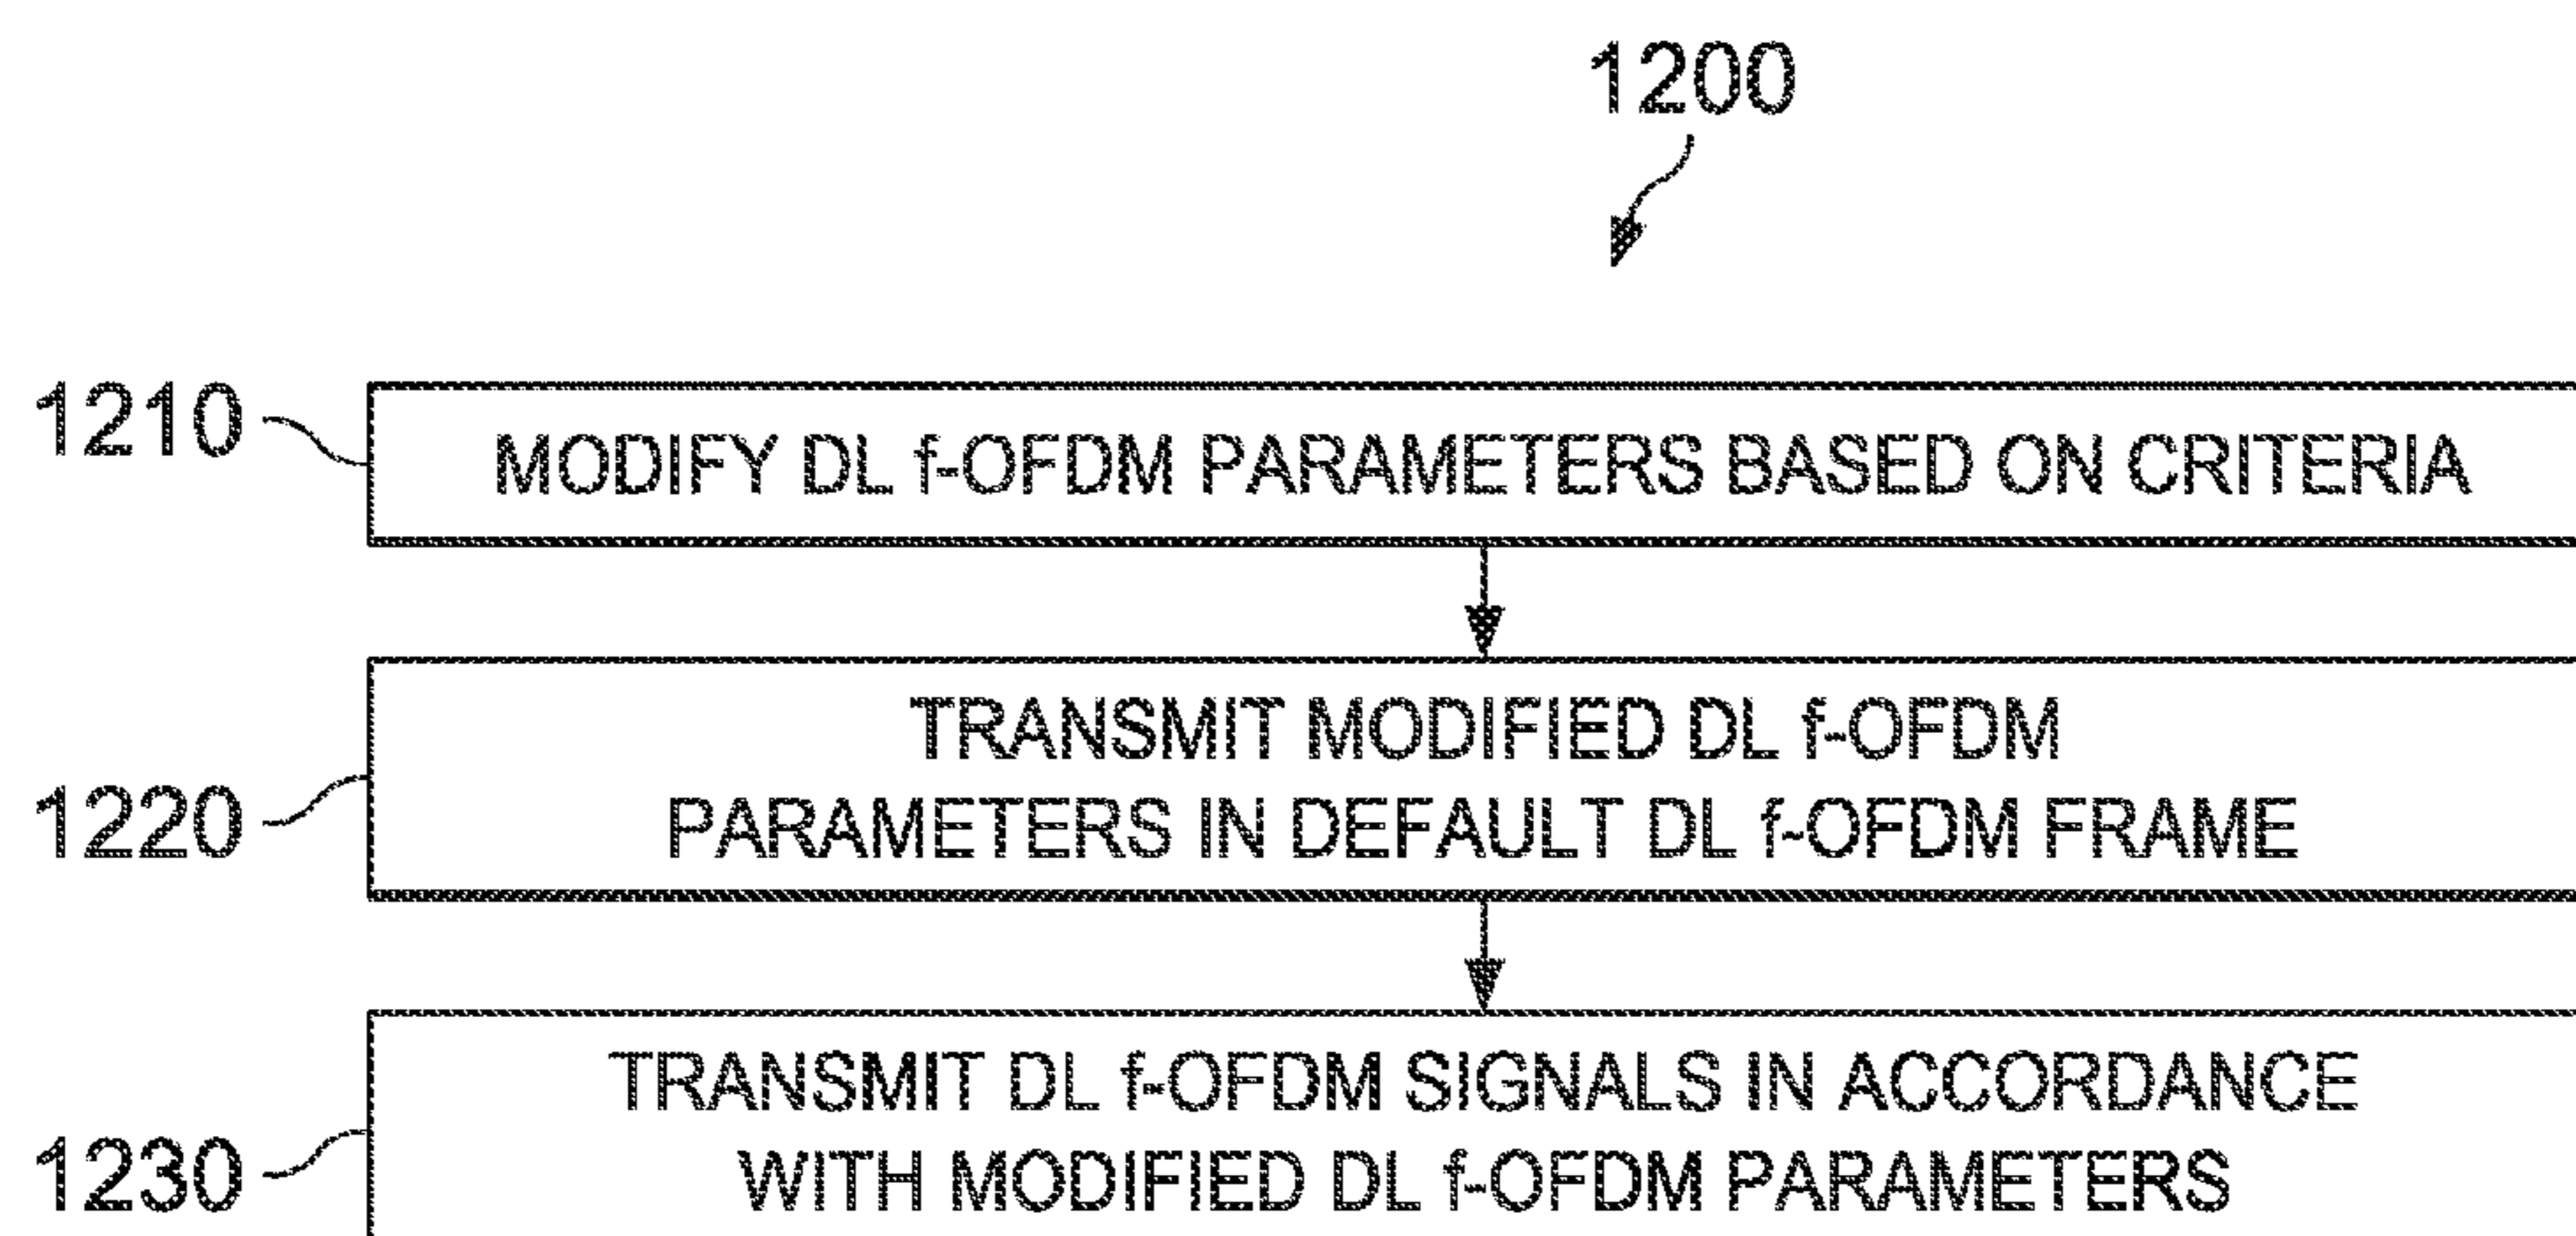 1200
1210
MODIFY DL f-OFDM PARAMETERS BASED ON CRITERIA
TRANSMIT MODIFIED DL f-OFDM
PARAMETERS IN DEFAULT DL f-OFDM FRAME
1220
TRANSMIT DL f-OFDM SIGNALS IN ACCORDANCE
WITH MODIFIED DL f-OFDM PARAMETERS
1230